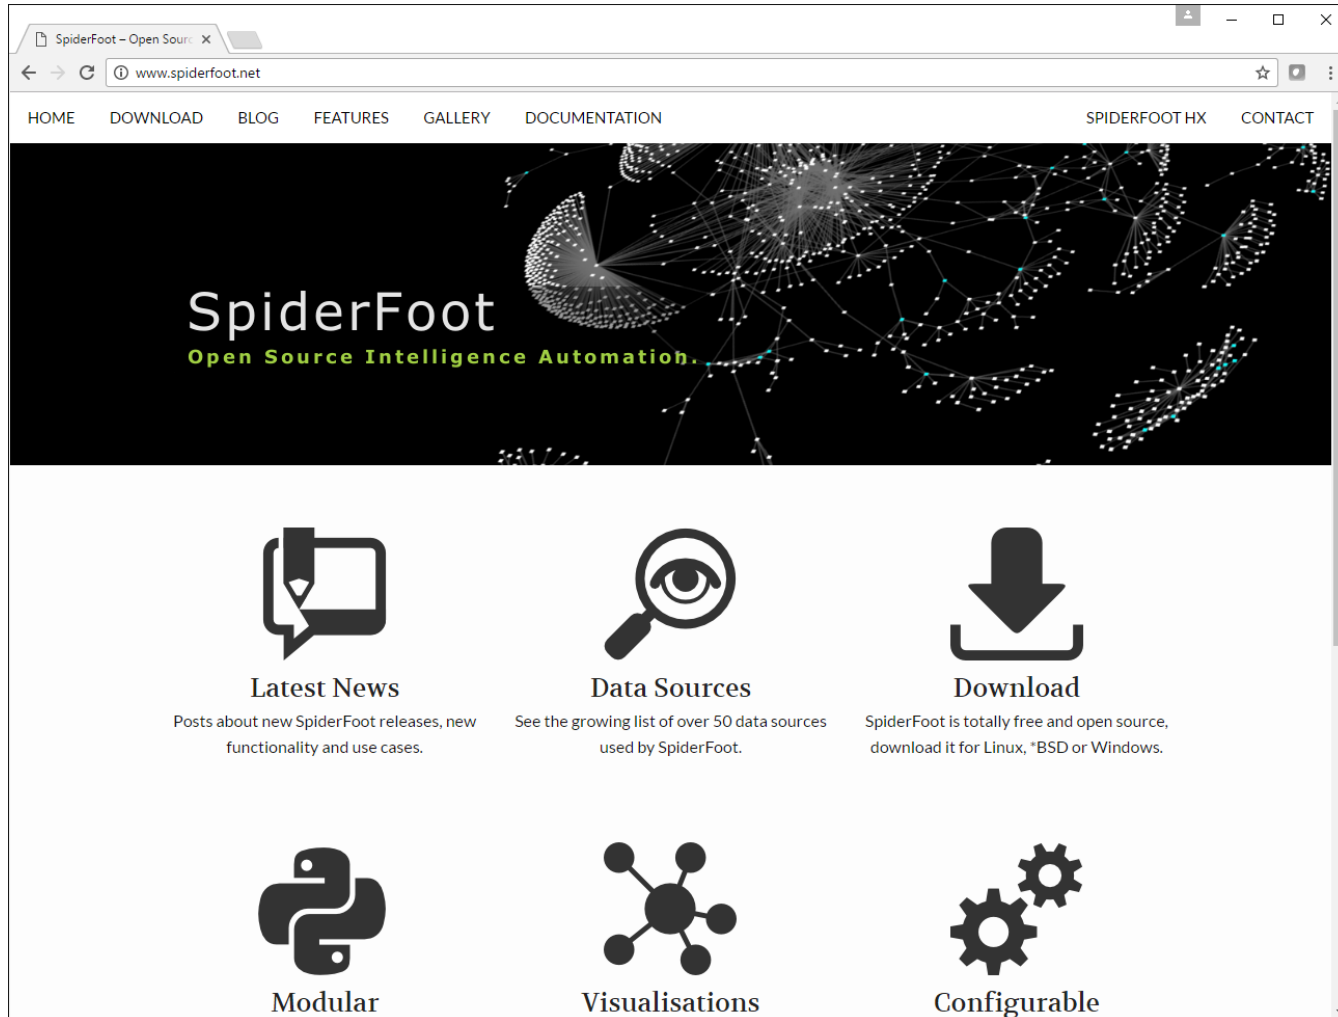 SpiderFoot – Open Sourc
www.spiderfoot.net
HOME DOWNLOAD BLOG FEATURES GALLERY DOCUMENTATION SPIDERFOOT HX CONTACT
SpiderFoot
Open Source Intelligence Automation.
Latest News
Posts about new SpiderFoot releases, new
functionality and use cases.
Data Sources
See the growing list of over 50 data sources
used by SpiderFoot.
Download
SpiderFoot is totally free and open source,
download it for Linux, *BSD or Windows.
Modular
Visualisations
Configurable